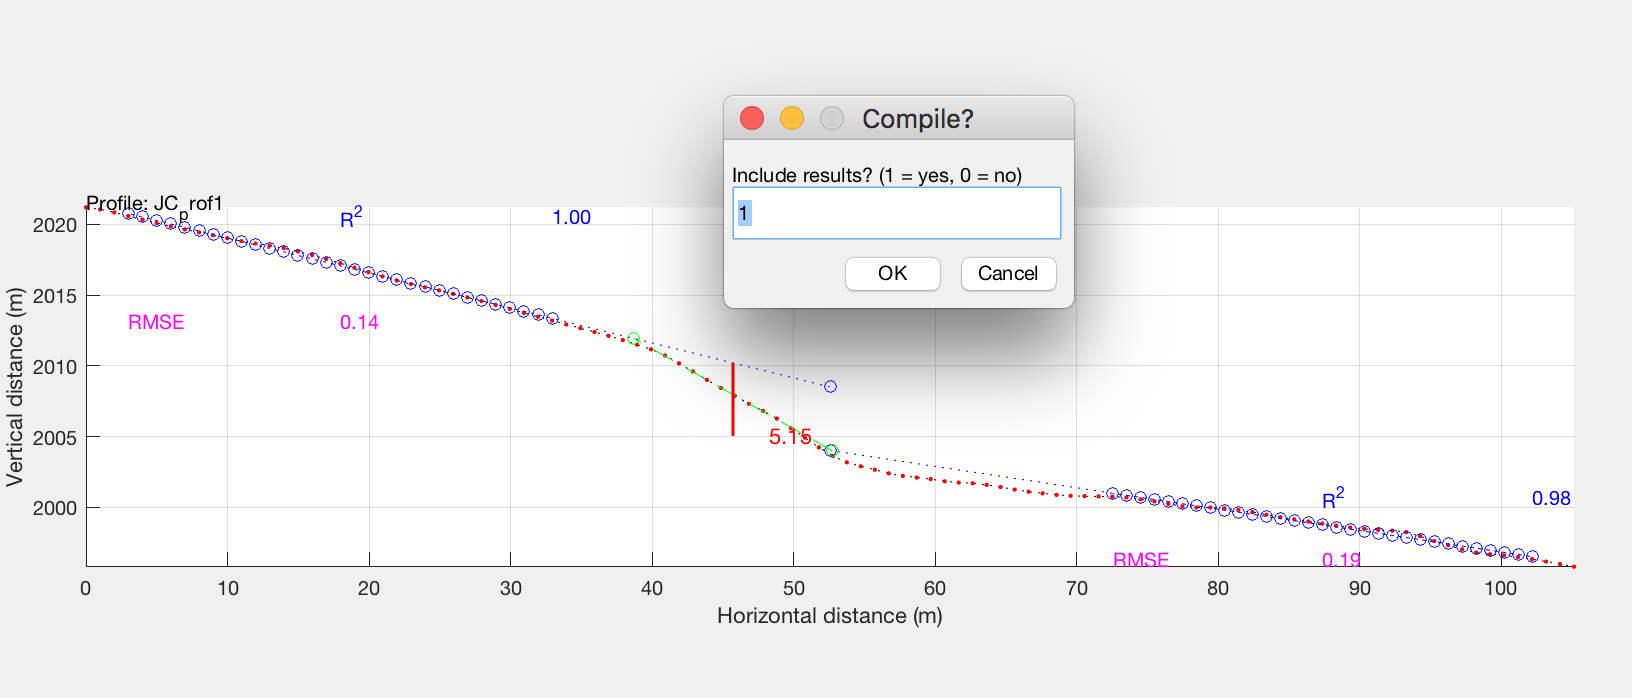 Compile?
Include results? (1 = yes, 0 = no)
1
OK Cancel
Profile: JC_prof1
R2 1.00
RMSE 0.14
5.15
R2 0.98
RMSE 0.19
2020
2015
2010
2005
2000
Vertical distance (m)
0 10 20 30 40 50 60 70 80 90 100
Horizontal distance (m)